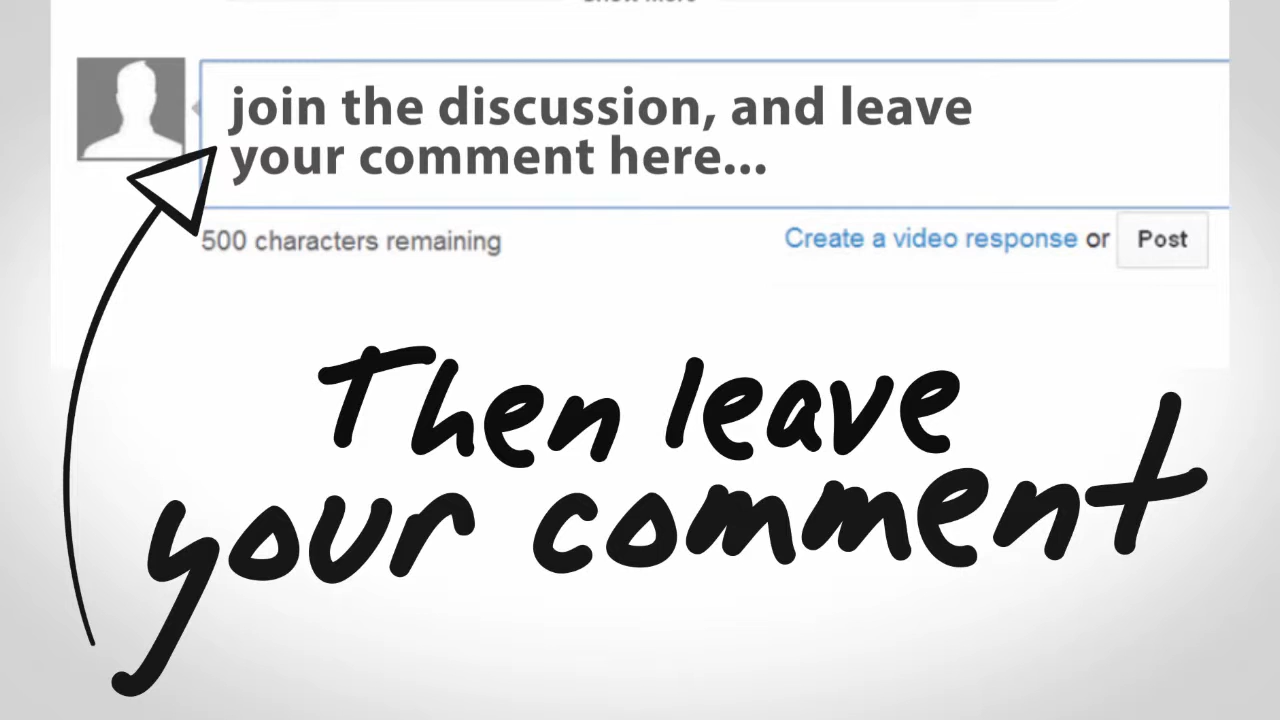 join the discussion, and leave
your comment here...
500 characters remaining
Create a video response or Post
Then leave
your comment